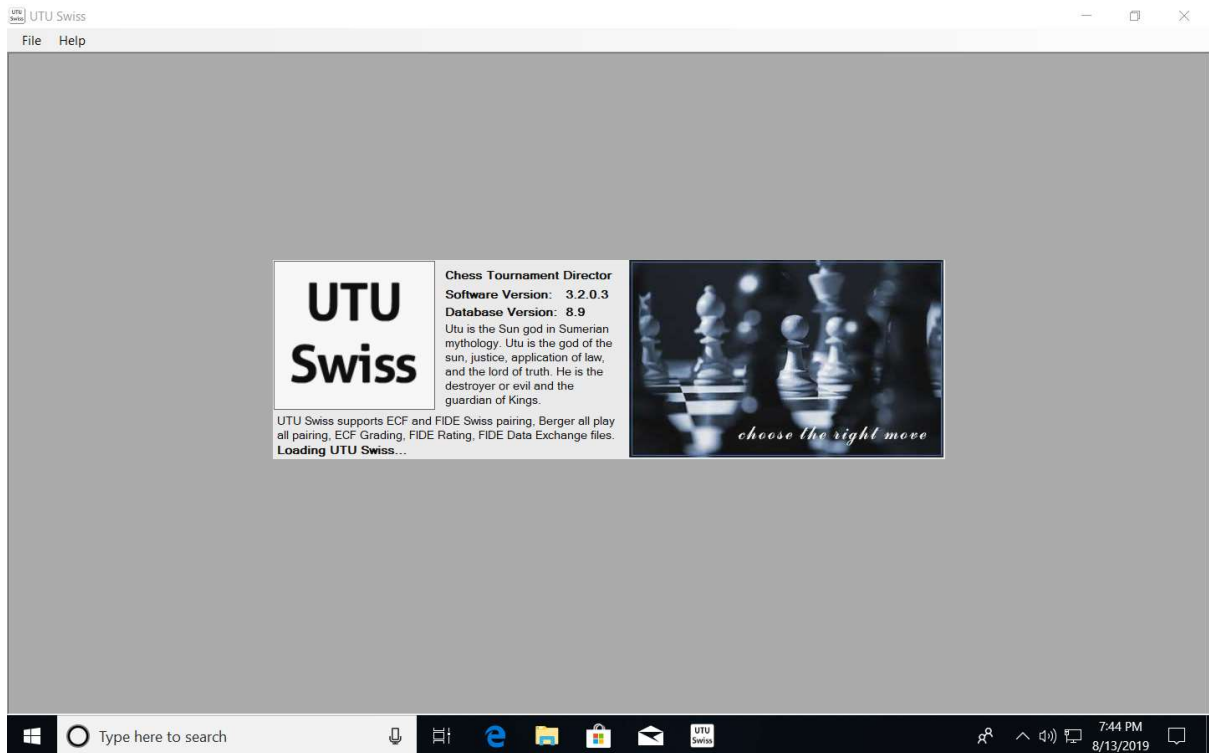 UTU Swiss
UTU Swiss
File Help
UTU
Swiss
Chess Tournament Director
Software Version: 3.2.0.3
Database Version: 8.9
Utu is the Sun god in Sumerian
mythology. Utu is the god of the
sun, justice, application of law,
and the lord of truth. He is the
destroyer or evil and the
guardian of Kings.
UTU Swiss supports ECF and FIDE Swiss pairing, Berger all play
all pairing, ECF Grading, FIDE Rating, FIDE Data Exchange files.
Loading UTU Swiss...
choose the right move
Type here to search
UTU
Swiss
7:44 PM
8/13/2019